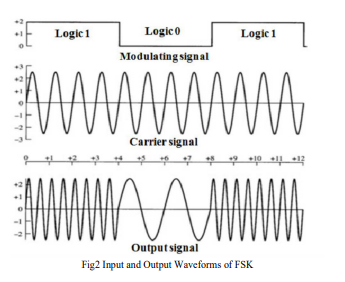 +2
+1
0
Logic 1 Logic 0 Logic 1
Modulating signal
+3
+2
+1
0
-1
-2
-3
Carrier signal
0 +1 +2 +3 +4 +5 +6 +7 +8 +9 +10 +11 +12
+2
+1
0
-1
-2
Output signal
Fig2 Input and Output Waveforms of FSK